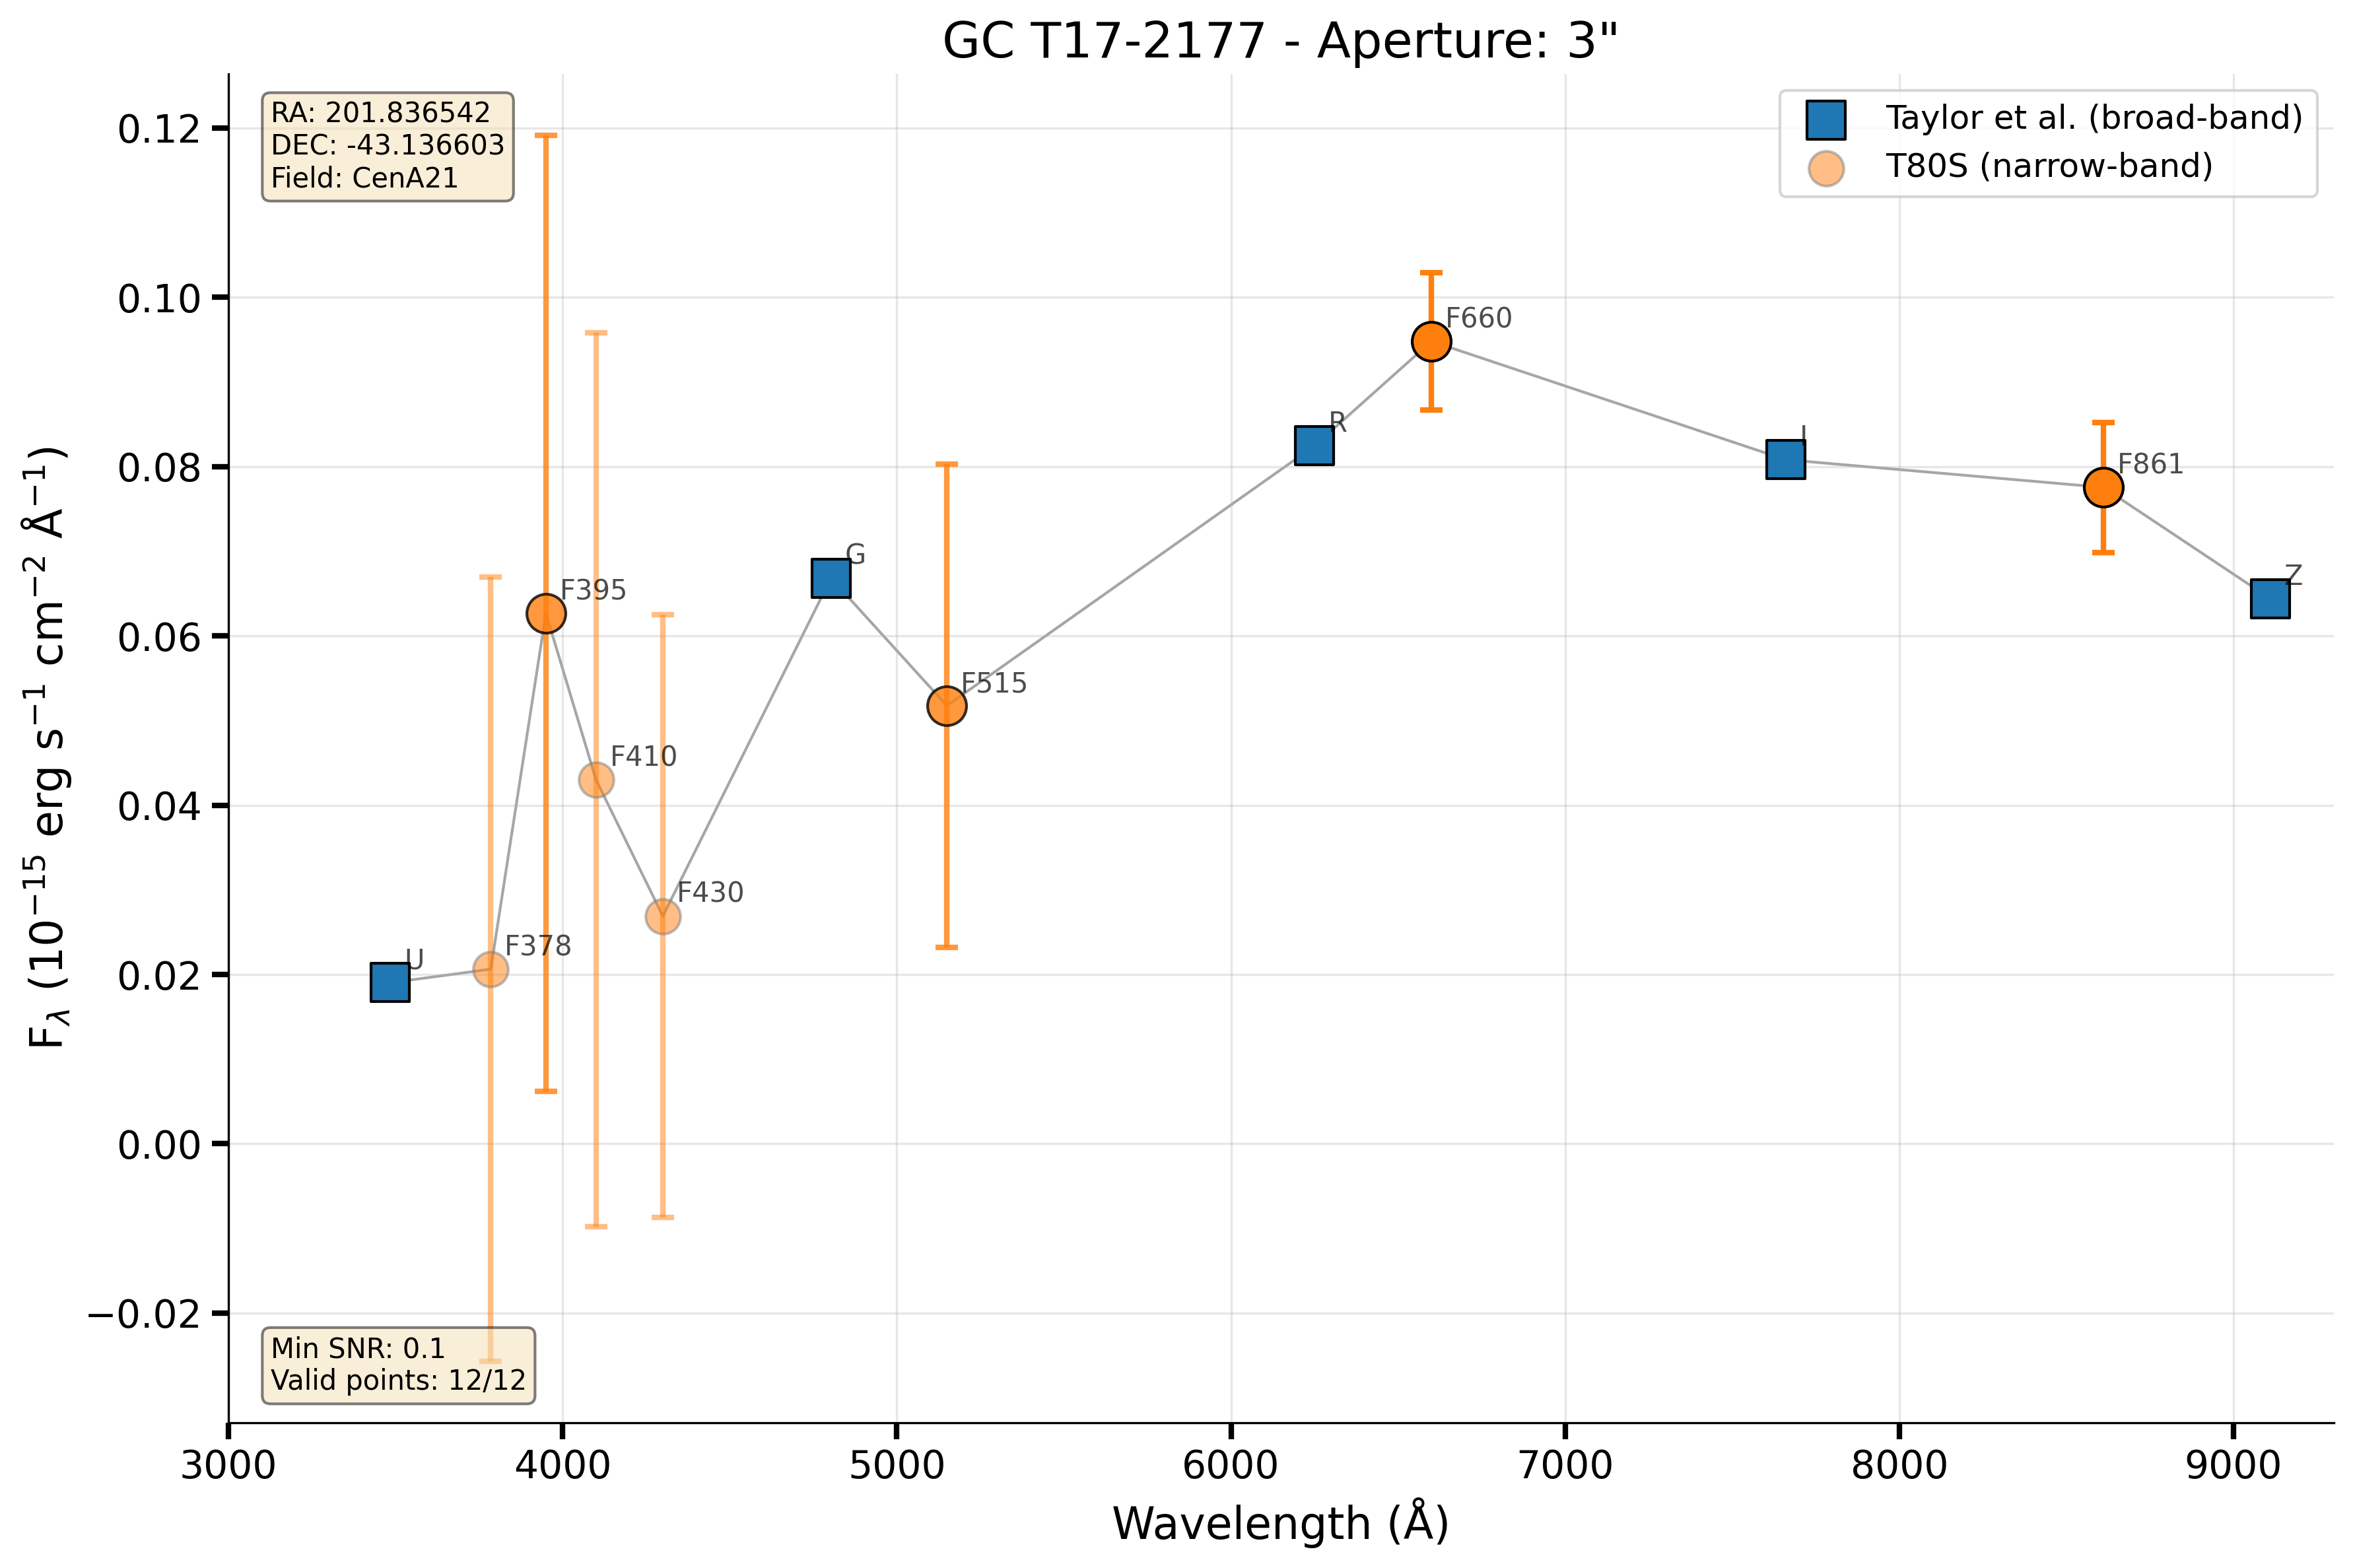 GC T17-2177 - Aperture: 3"
RA: 201.836542
DEC: -43.136603
Field: CenA21
Taylor et al. (broad-band)
T80S (narrow-band)
0.12
0.10
0.08
0.06
0.04
0.02
0.00
−0.02
F$_λ$ (10$^{−15}$ erg s$^{−1}$ cm$^{−2}$ Å$^{−1}$)
U
F378
F395
F410
F430
G
F515
R
F660
I
F861
Z
Min SNR: 0.1
Valid points: 12/12
3000 4000 5000 6000 7000 8000 9000
Wavelength (Å)